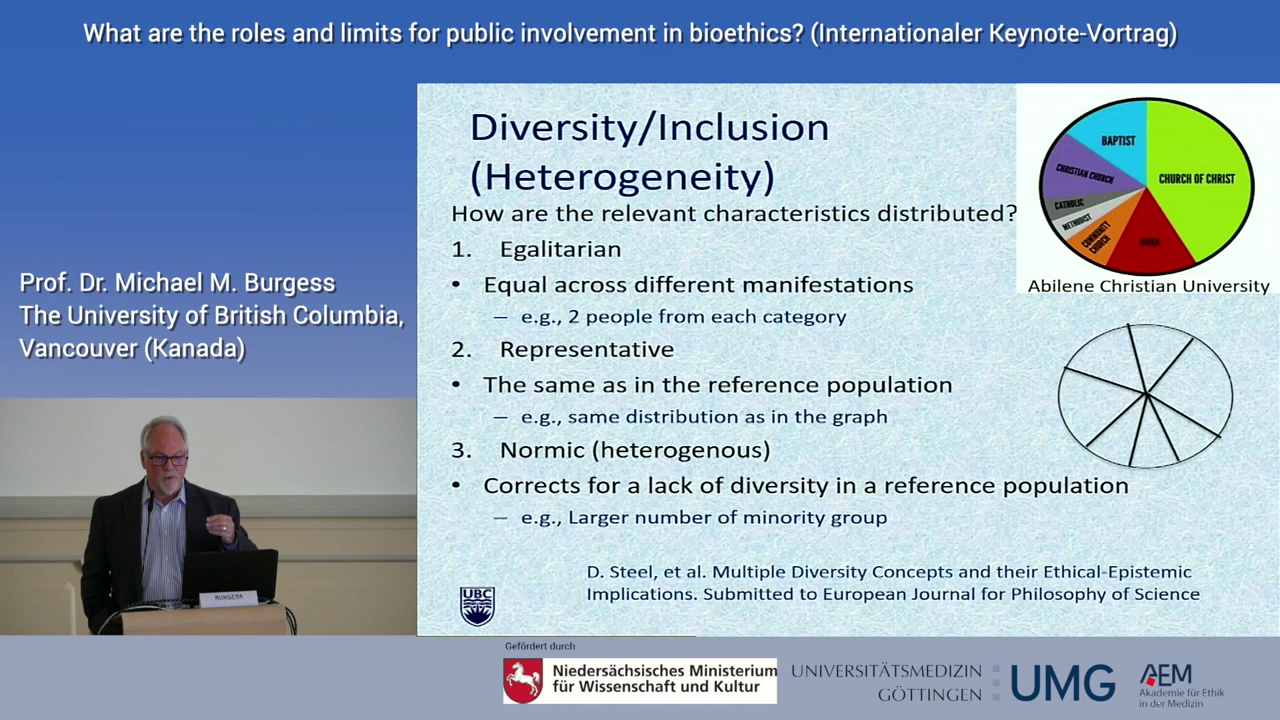 What are the roles and limits for public involvement in bioethics? (Internationaler Keynote-Vortrag)
Prof. Dr. Michael M. Burgess
The University of British Columbia,
Vancouver (Kanada)
BURGESS
Diversity/Inclusion
(Heterogeneity)
How are the relevant characteristics distributed?
1. Egalitarian
• Equal across different manifestations
– e.g., 2 people from each category
2. Representative
• The same as in the reference population
– e.g., same distribution as in the graph
3. Normic (heterogenous)
• Corrects for a lack of diversity in a reference population
– e.g., Larger number of minority group
D. Steel, et al. Multiple Diversity Concepts and their Ethical-Epistemic
Implications. Submitted to European Journal for Philosophy of Science
UBC
BAPTIST
CHURCH OF CHRIST
CHRISTIAN CHURCH
CATHOLIC
METHODIST
COMMUNITY
CHURCH
OTHER
Abilene Christian University
Gefördert durch
Niedersächsisches Ministerium
für Wissenschaft und Kultur
UNIVERSITÄTSMEDIZIN
GÖTTINGEN
UMG
AEM
Akademie für Ethik
in der Medizin